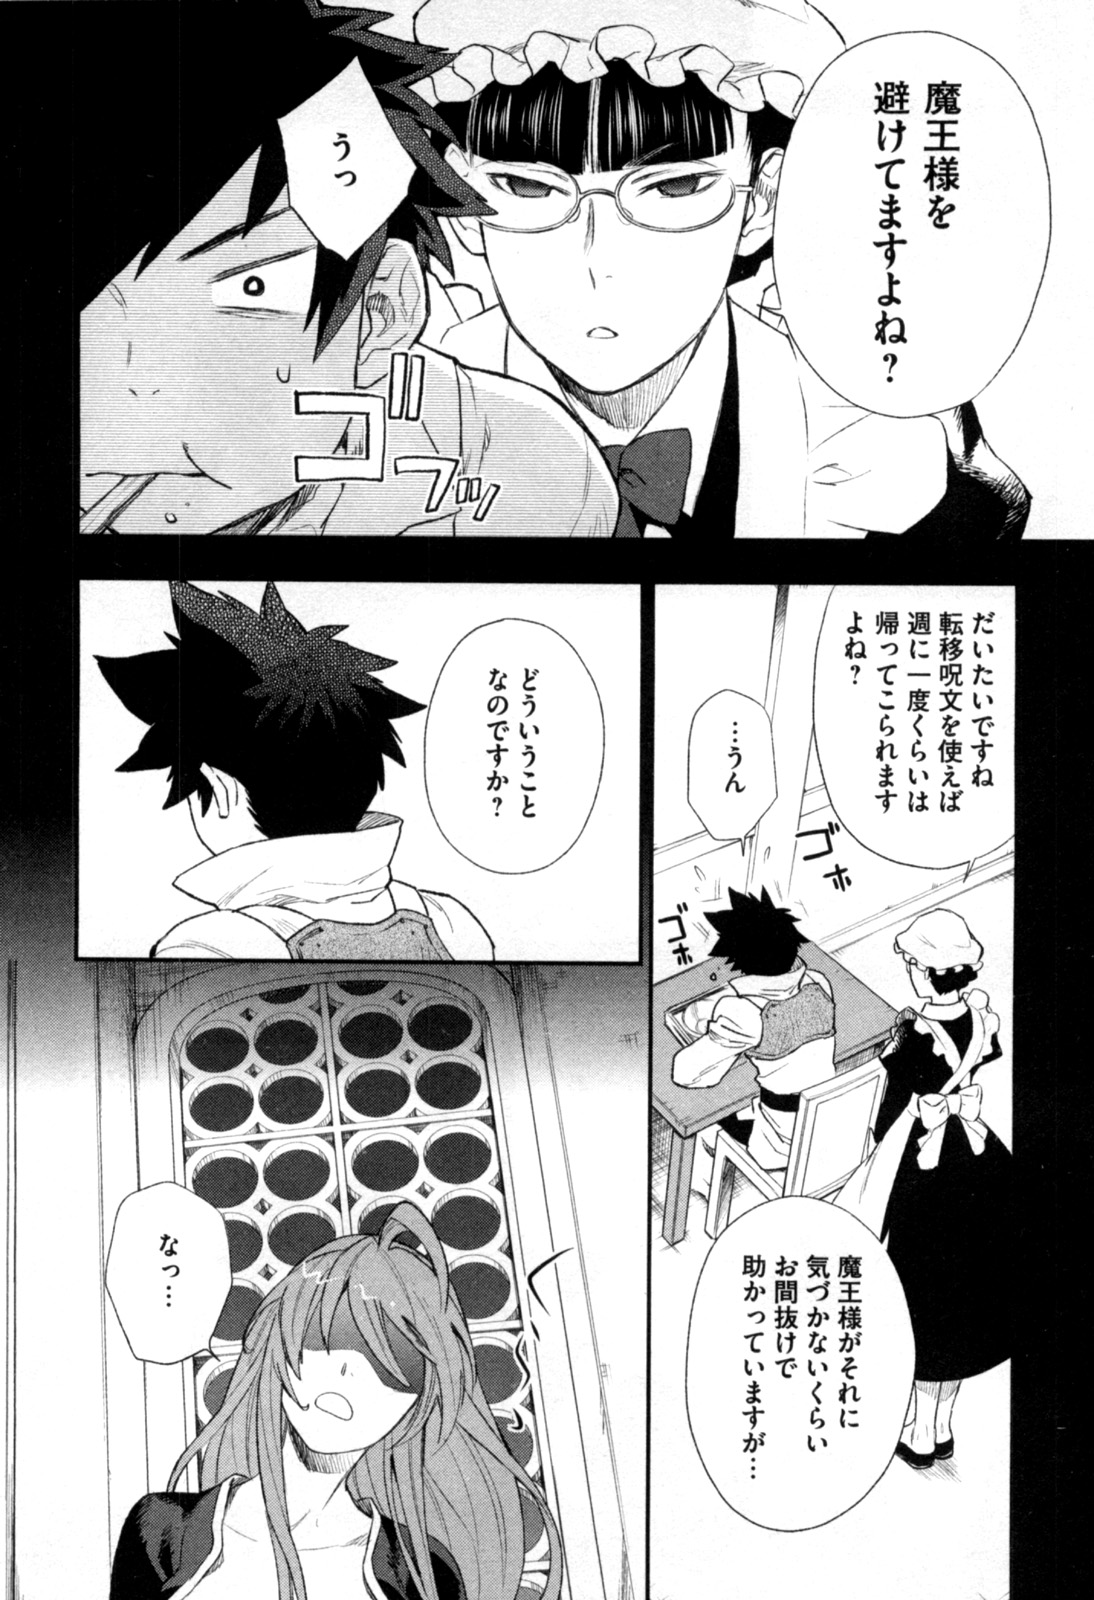 魔王様を
避けてますよね?
うっ
ゴフッ
だいたいですね
転移呪文を使えば
週に一度くらいは
帰ってこられます
よね?
…うん
ゴホ
ゴホ
魔王様がそれに
気づかないくらい
お間抜けで
助かっていますが…
どういうこと
なのですか?
なっ…